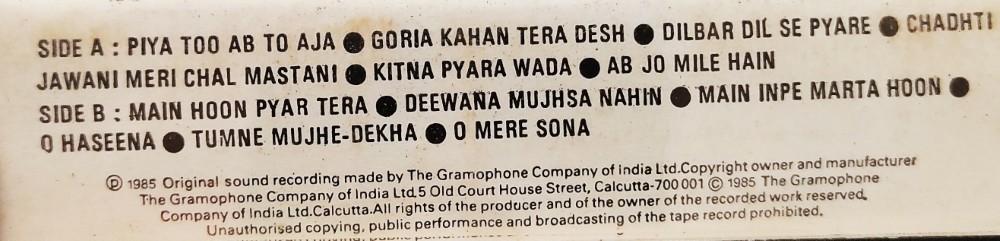 SIDE A : PIYA TOO AB TO AJA ● GORIA KAHAN TERA DESH ● DILBAR DIL SE PYARE ● CHADHTI
JAWANI MERI CHAL MASTANI ● KITNA PYARA WADA ● AB JO MILE HAIN
SIDE B : MAIN HOON PYAR TERA ● DEEWANA MUJHSA NAHIN ● MAIN INPE MARTA HOON ●
O HASEENA ● TUMNE MUJHE-DEKHA ● O MERE SONA
Ⓟ 1985 Original sound recording made by The Gramophone Company of India Ltd.Copyright owner and manufacturer
The Gramophone Company of India Ltd.5 Old Court House Street, Calcutta-700 001 © 1985 The Gramophone
Company of India Ltd.Calcutta.All rights of the producer and of the owner of the recorded work reserved.
Unauthorised copying, public performance and broadcasting of the tape record prohibited.